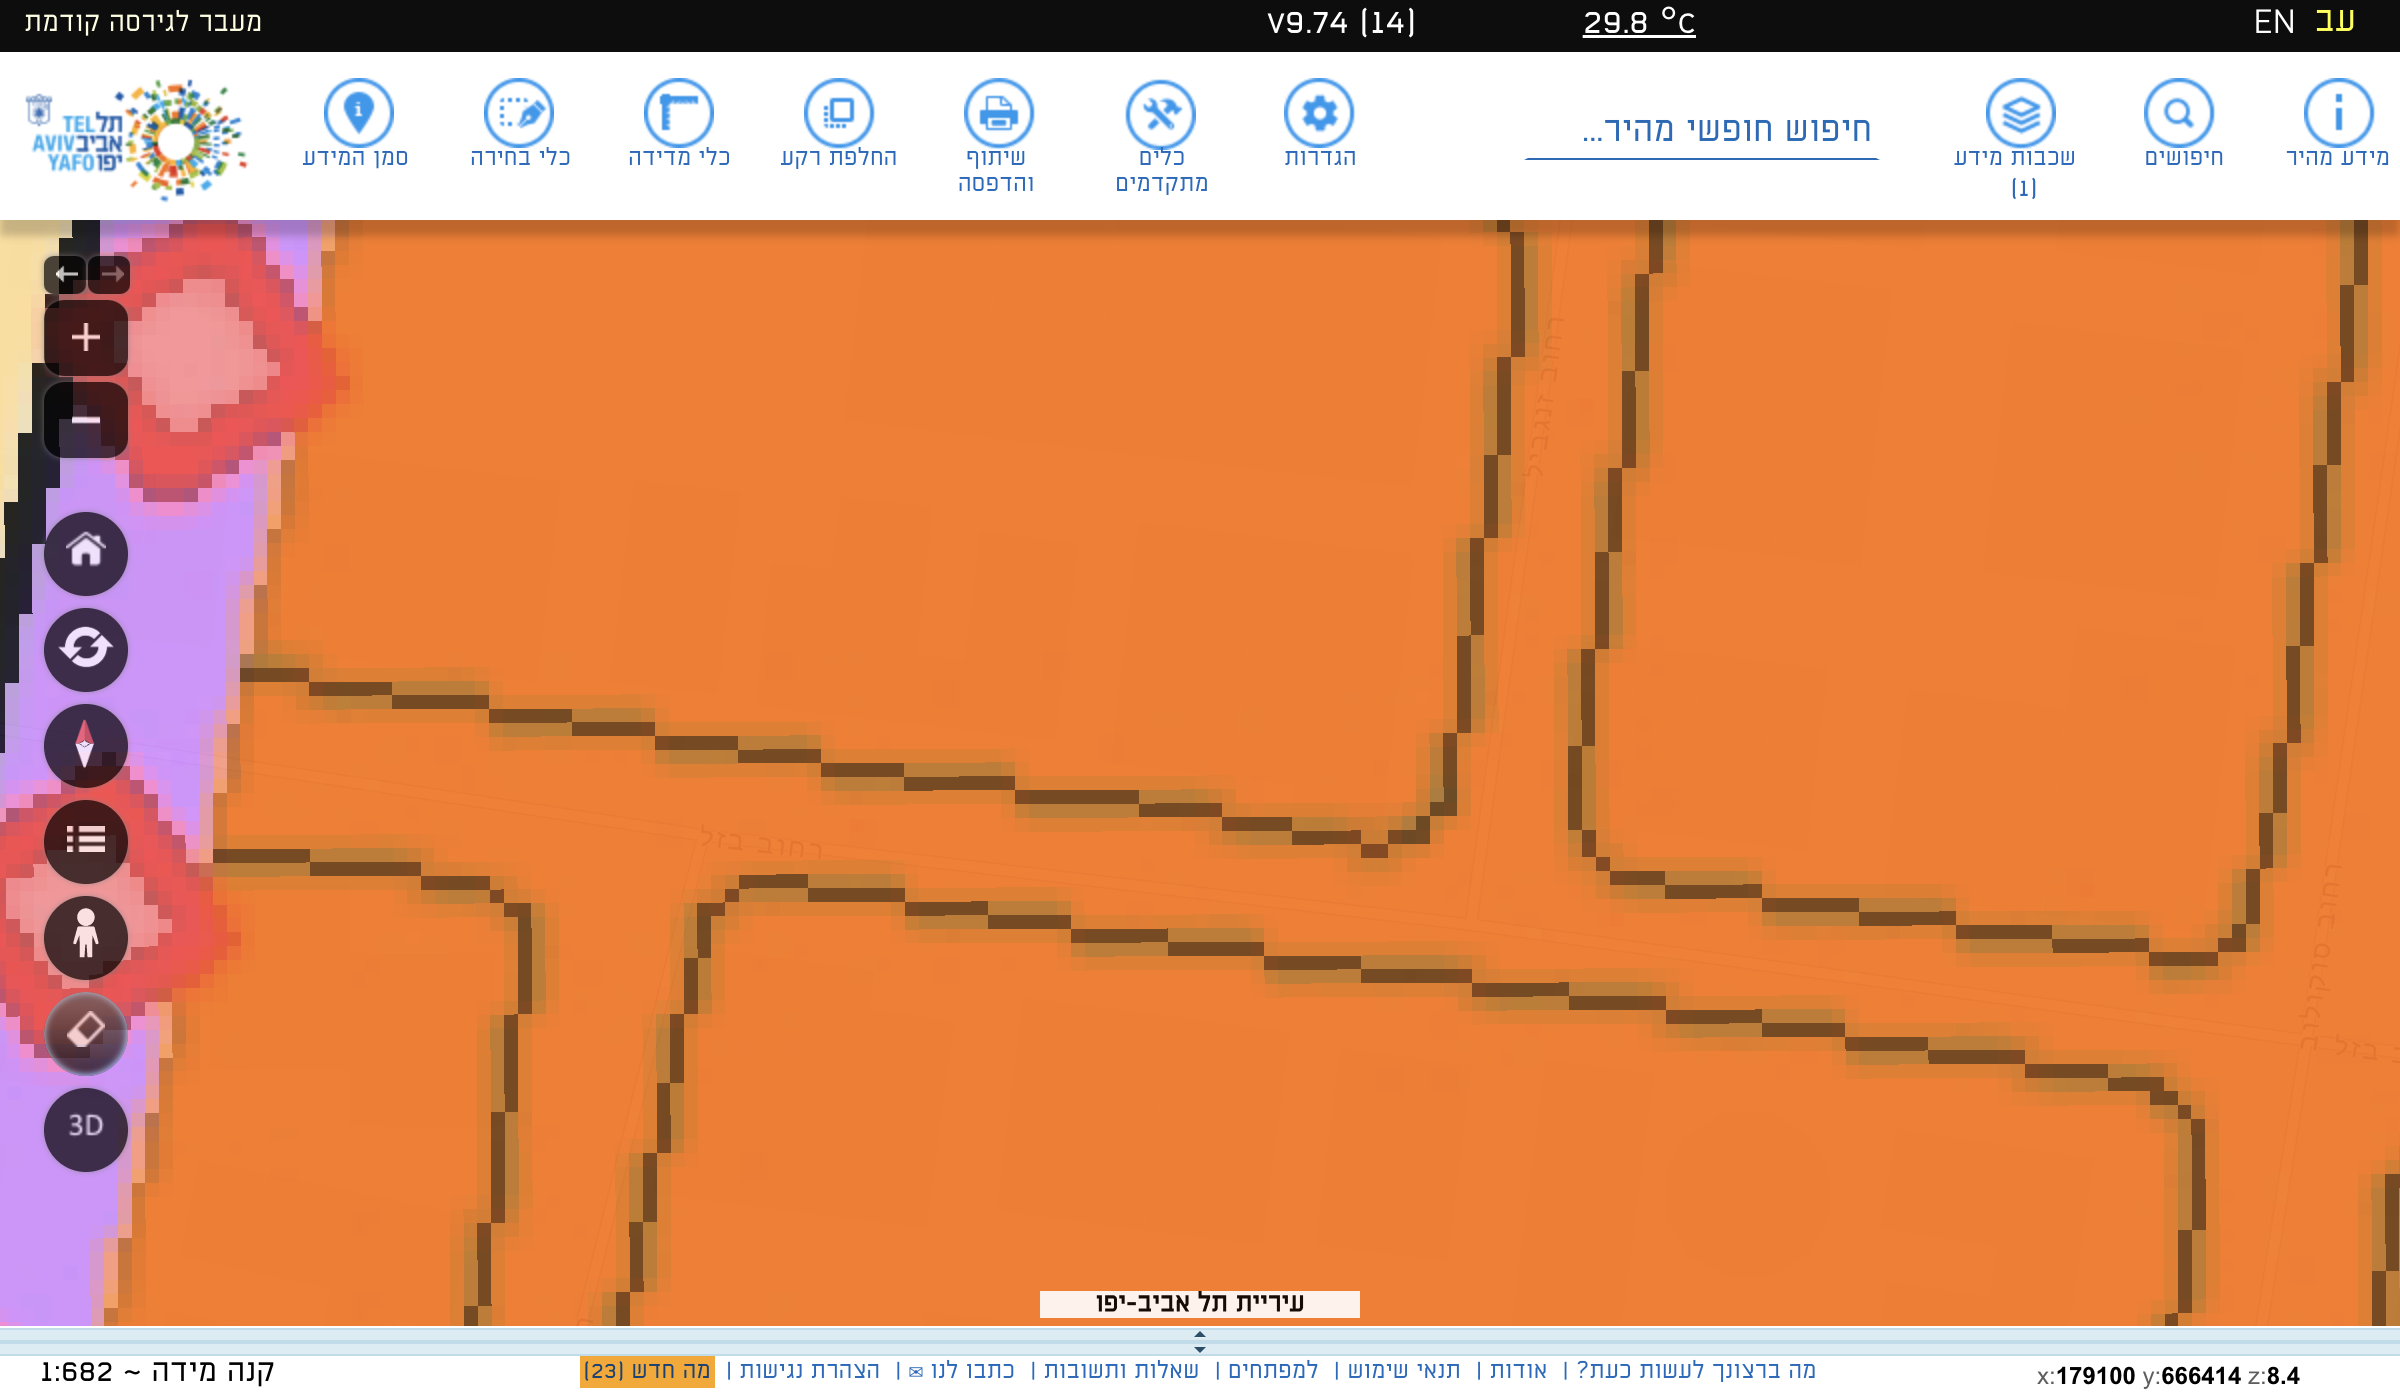 עב EN
29.8 °C
V9.74 (14)
מעבר לגירסה קודמת
מידע מהיר
חיפושים
שכבות מידע
(1)
חיפוש חופשי מהיר...
הגדרות
כלים
מתקדמים
שיתוף
והדפסה
החלפת רקע
כלי מדידה
כלי בחירה
סמן המידע
תל TEL
אביב AVIV
יפו YAFO
רחוב זנגביל
רחוב בזל
רחוב סוקולוב
בזל
3D
עיריית תל אביב-יפו
מה ברצונך לעשות כעת? | אודות | תנאי שימוש | למפתחים | שאלות ותשובות | כתבו לנו ✉ | הצהרת נגישות | מה חדש (23)
x:179100 y:666414 z:8.4
קנה מידה ~ 1:682